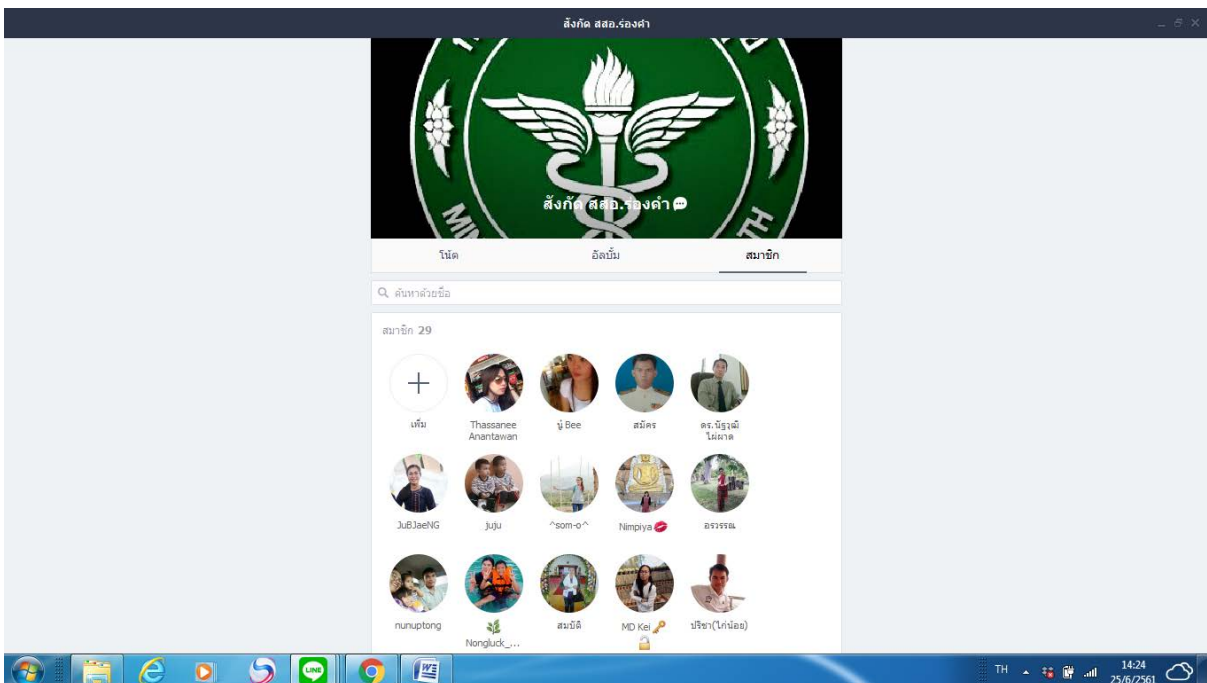 สังกัด สสอ.ร่องคำ
สังกัด สสอ.ร่องคำ
โน้ต
อัลบั้ม
สมาชิก
ค้นหาด้วยชื่อ
สมาชิก 29
เพิ่ม
Thassanee Anantawan
ปู Bee
สมัคร
ดร.นัฐวุฒิ ไผ่ผาด
JuBJaeNG
juju
^som-o^
Nimpiya
อรวรรณ
nunuptong
Nongluck_...
สมบัติ
MD Kei
ปรีชา(ไก่น้อย)
LINE
TH
14:24
25/6/2561